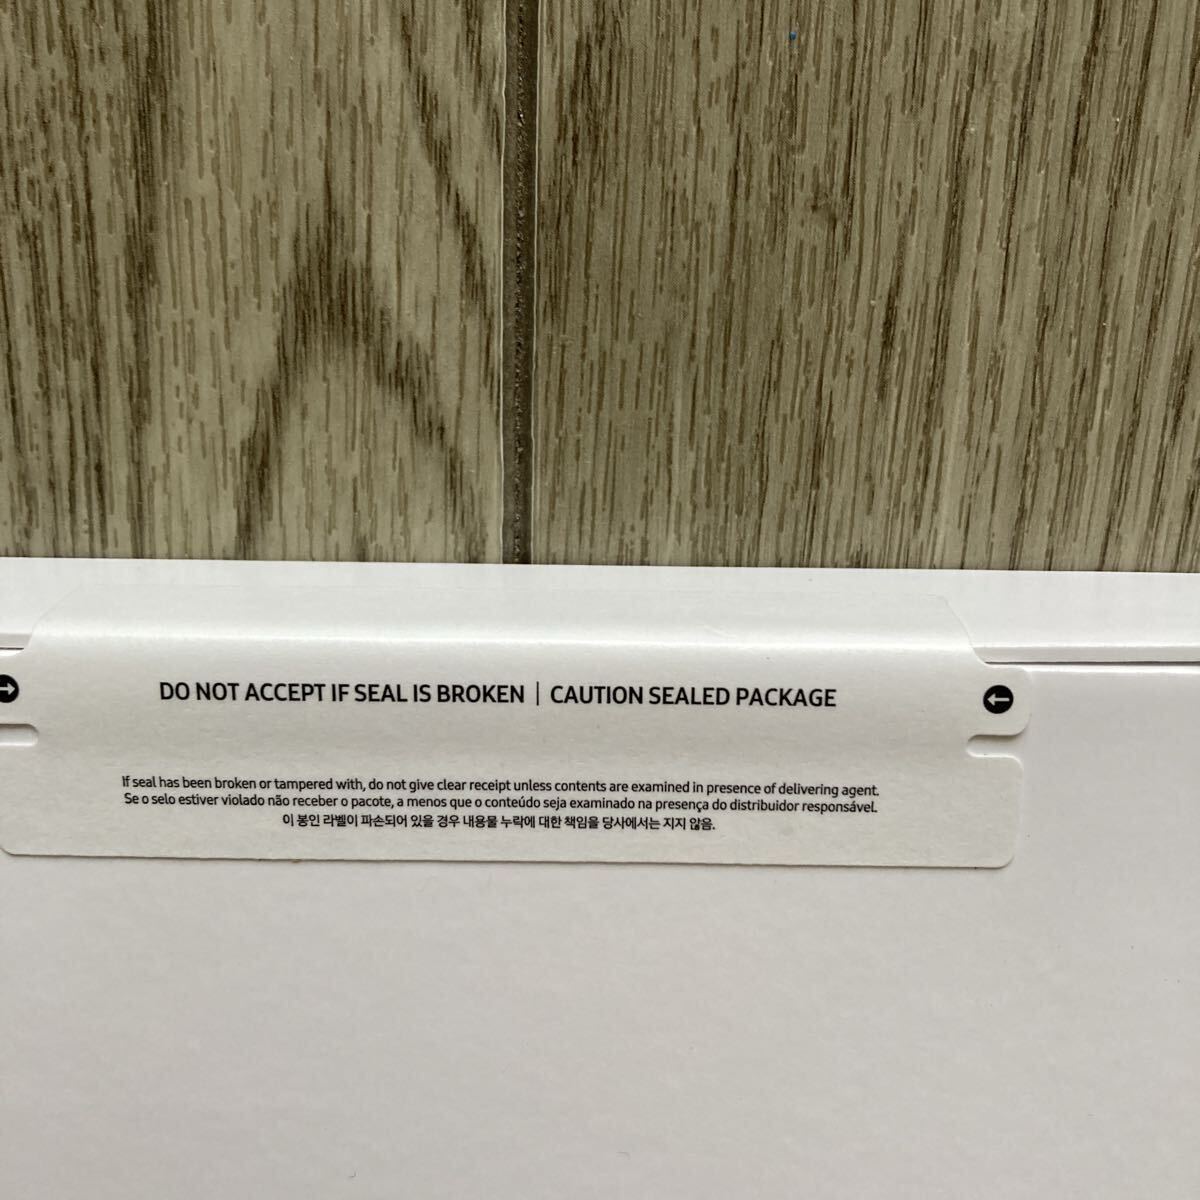 DO NOT ACCEPT IF SEAL IS BROKEN | CAUTION SEALED PACKAGE
If seal has been broken or tampered with, do not give clear receipt unless contents are examined in presence of delivering agent.
Se o selo estiver violado não receber o pacote, a menos que o conteúdo seja examinado na presença do distribuidor responsável.
이 봉인 라벨이 파손되어 있을 경우 내용물 누락에 대한 책임을 당사에서는 지지 않음.